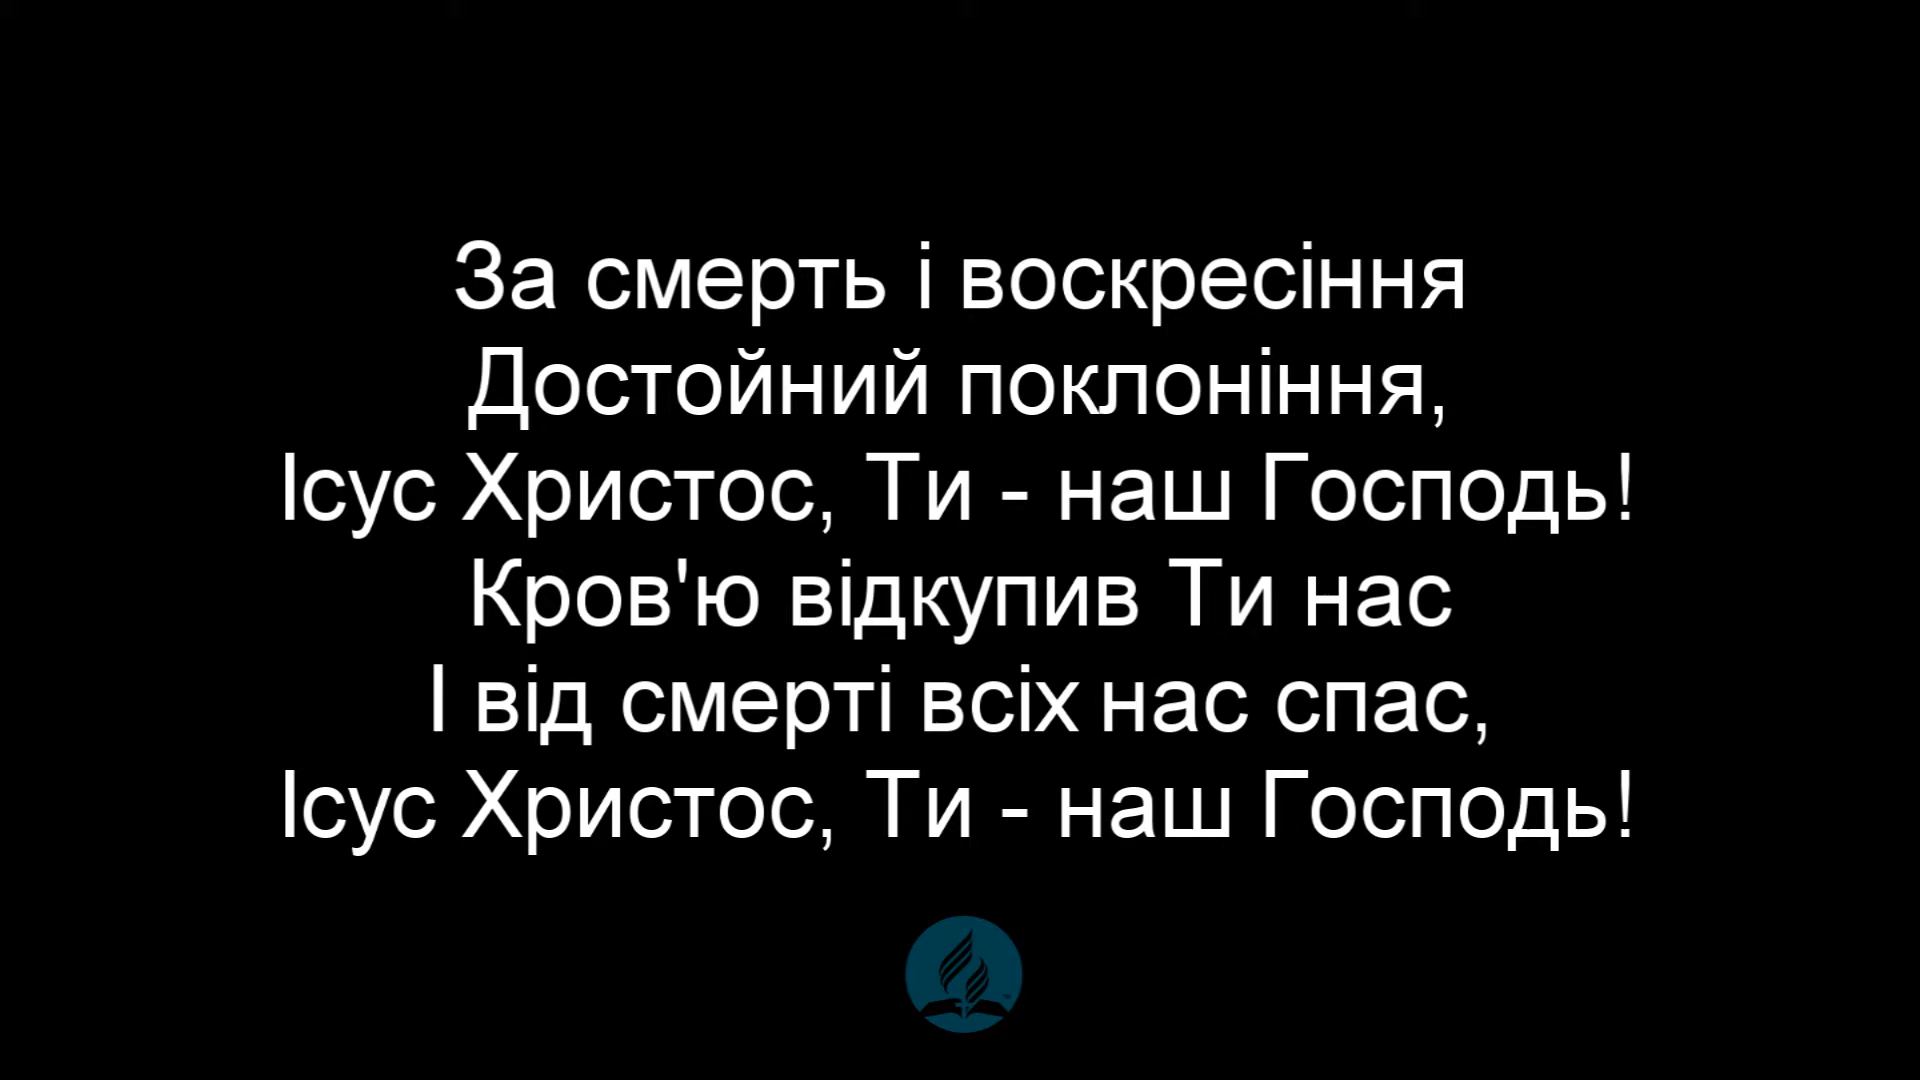 За смерть і воскресіння
Достойний поклоніння,
Ісус Христос, Ти - наш Господь!
Кров'ю відкупив Ти нас
І від смерті всіх нас спас,
Ісус Христос, Ти - наш Господь!